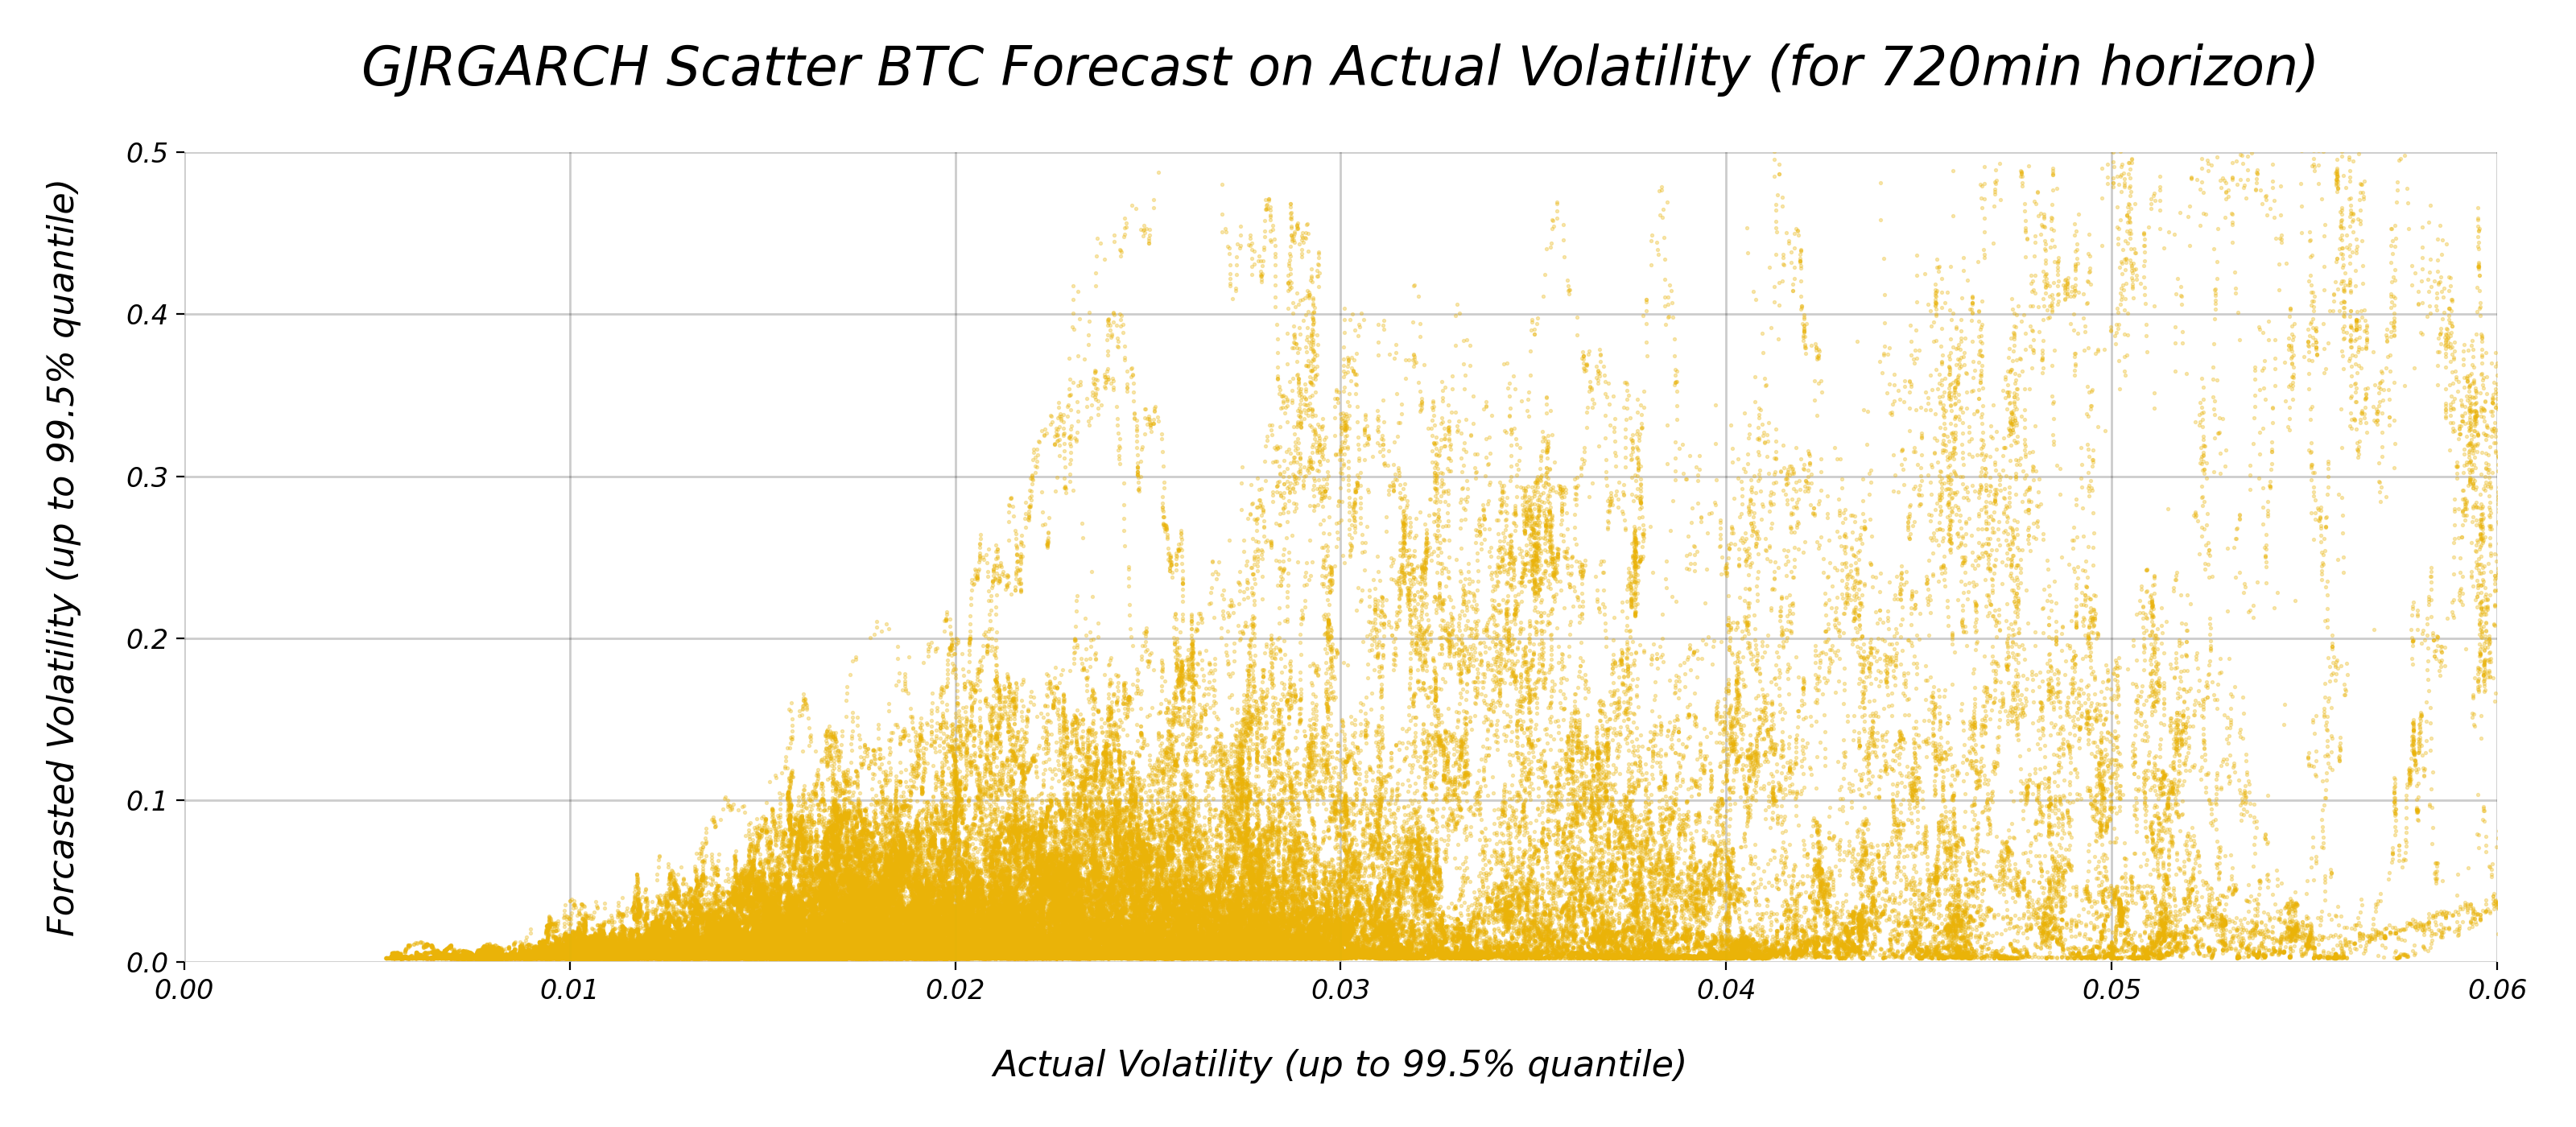 GJRGARCH Scatter BTC Forecast on Actual Volatility (for 720min horizon)
Forcasted Volatility (up to 99.5% quantile)
0.5
0.4
0.3
0.2
0.1
0.0
0.00 0.01 0.02 0.03 0.04 0.05 0.06
Actual Volatility (up to 99.5% quantile)